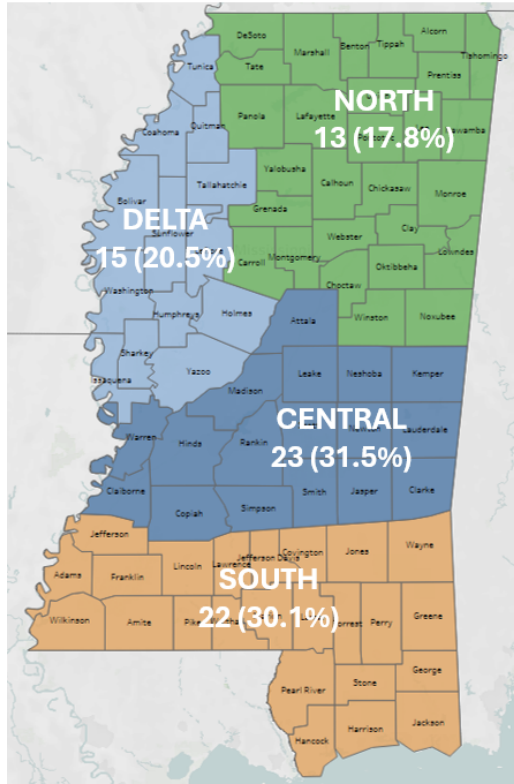 DeSoto
Marshall
Benton
Tippah
Alcorn
Tishomingo
Tunica
Tate
Prentiss
NORTH
13 (17.8%)
Panola
Lafayette
Quitman
Coahoma
Yalobusha
Tallahatchie
Calhoun
Chickasaw
Monroe
Bolivar
Grenada
DELTA
15 (20.5%)
Sunflower
Webster
Clay
Lowndes
Carroll
Montgomery
Oktibbeha
Choctaw
Washington
Humphreys
Holmes
Attala
Winston
Noxubee
Sharkey
Issaquena
Yazoo
Leake
Neshoba
Kemper
Madison
CENTRAL
23 (31.5%)
Warren
Hinds
Rankin
Lauderdale
Claiborne
Copiah
Simpson
Smith
Jasper
Clarke
Jefferson
Lincoln
Lawrence
Jefferson Davis
Covington
Jones
Wayne
Adams
Franklin
SOUTH
22 (30.1%)
Wilkinson
Amite
Pike
Forrest
Perry
Greene
George
Pearl River
Stone
Hancock
Harrison
Jackson